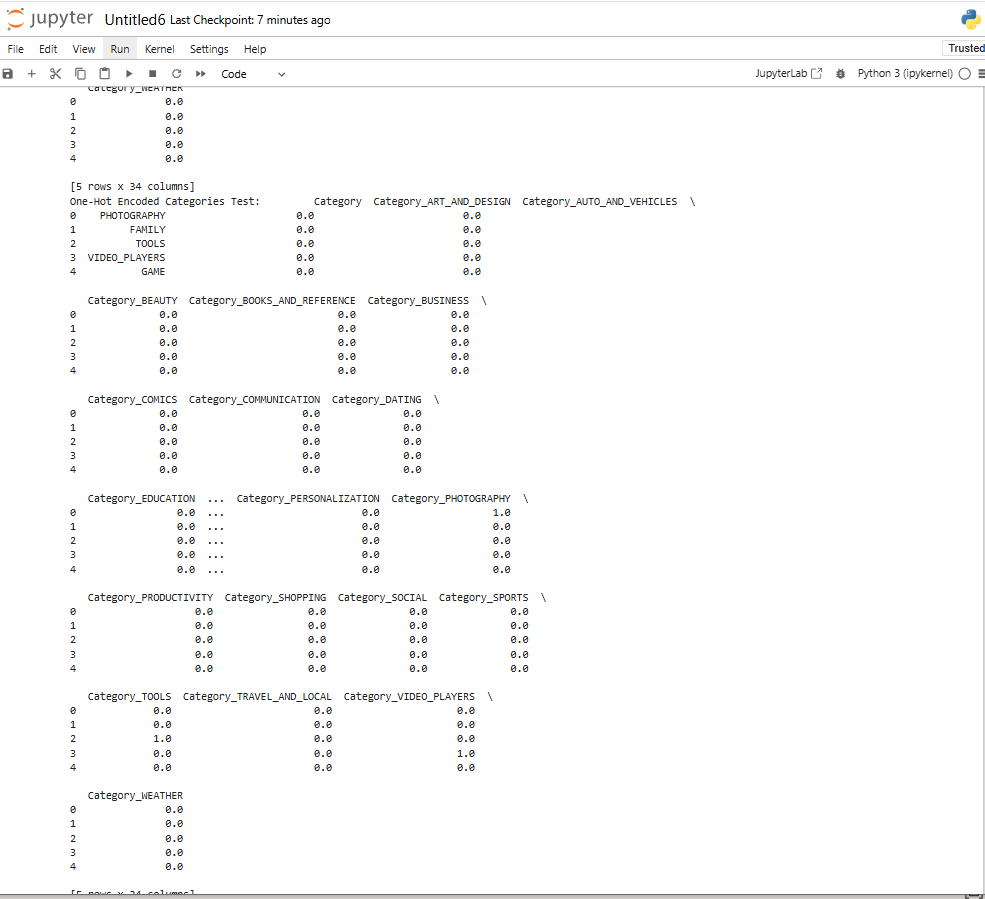 jupyter Untitled6 Last Checkpoint: 7 minutes ago
File Edit View Run Kernel Settings Help Trusted
Code JupyterLab Python 3 (ipykernel)
Category_WEATHER
0 0.0
1 0.0
2 0.0
3 0.0
4 0.0
[5 rows x 34 columns]
One-Hot Encoded Categories Test: Category Category_ART_AND_DESIGN Category_AUTO_AND_VEHICLES \
0 PHOTOGRAPHY 0.0 0.0
1 FAMILY 0.0 0.0
2 TOOLS 0.0 0.0
3 VIDEO_PLAYERS 0.0 0.0
4 GAME 0.0 0.0
Category_BEAUTY Category_BOOKS_AND_REFERENCE Category_BUSINESS \
0 0.0 0.0 0.0
1 0.0 0.0 0.0
2 0.0 0.0 0.0
3 0.0 0.0 0.0
4 0.0 0.0 0.0
Category_COMICS Category_COMMUNICATION Category_DATING \
0 0.0 0.0 0.0
1 0.0 0.0 0.0
2 0.0 0.0 0.0
3 0.0 0.0 0.0
4 0.0 0.0 0.0
Category_EDUCATION ... Category_PERSONALIZATION Category_PHOTOGRAPHY \
0 0.0 ... 0.0 1.0
1 0.0 ... 0.0 0.0
2 0.0 ... 0.0 0.0
3 0.0 ... 0.0 0.0
4 0.0 ... 0.0 0.0
Category_PRODUCTIVITY Category_SHOPPING Category_SOCIAL Category_SPORTS \
0 0.0 0.0 0.0 0.0
1 0.0 0.0 0.0 0.0
2 0.0 0.0 0.0 0.0
3 0.0 0.0 0.0 0.0
4 0.0 0.0 0.0 0.0
Category_TOOLS Category_TRAVEL_AND_LOCAL Category_VIDEO_PLAYERS \
0 0.0 0.0 0.0
1 0.0 0.0 0.0
2 1.0 0.0 0.0
3 0.0 0.0 1.0
4 0.0 0.0 0.0
Category_WEATHER
0 0.0
1 0.0
2 0.0
3 0.0
4 0.0
[5 rows x 34 columns]